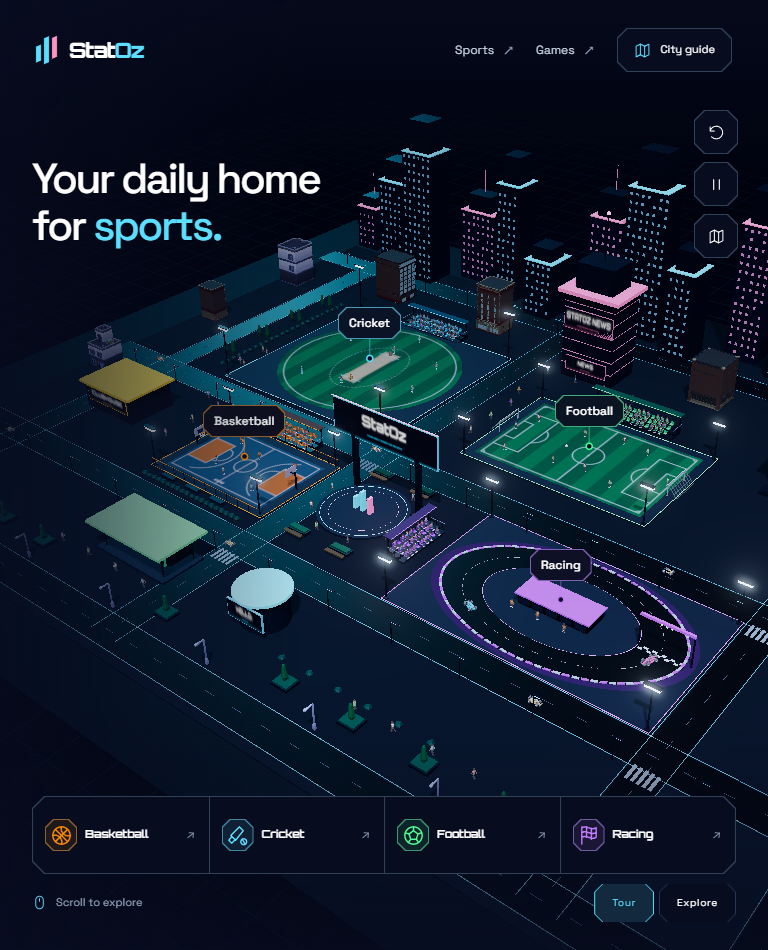 StatOz
Sports
Games
City guide
Your daily home
for sports.
STATOZ NEWS
NEWS
Cricket
Basketball
Football
StatOz
Racing
Basketball
Cricket
Football
Racing
Scroll to explore
Tour
Explore